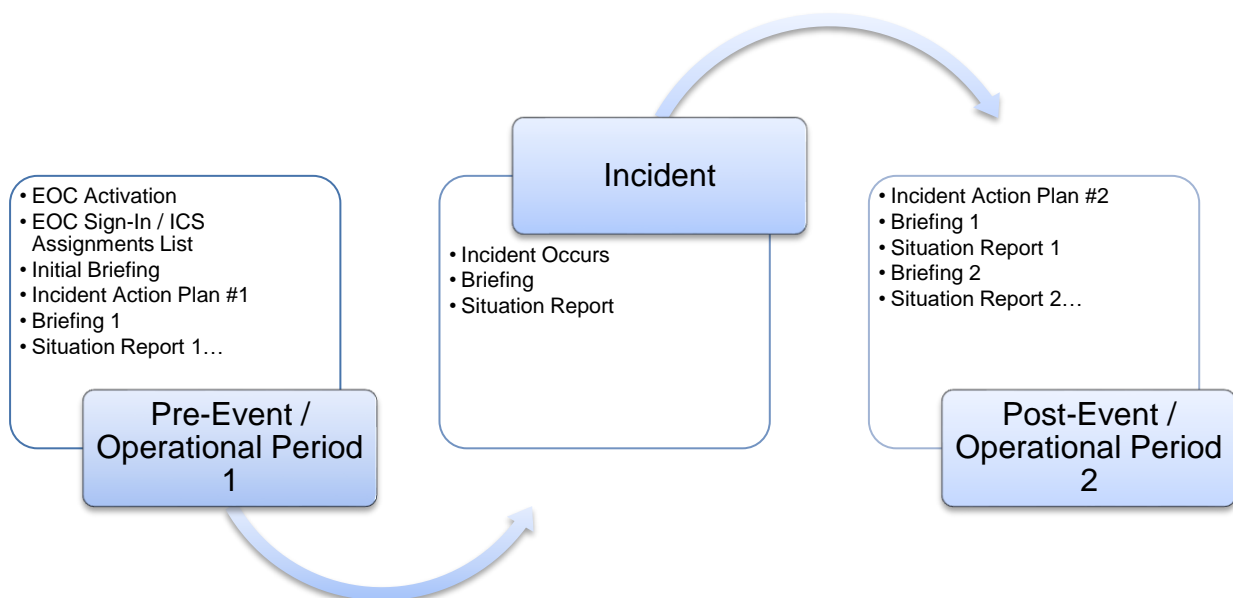 • EOC Activation
• EOC Sign-In / ICS
Assignments List
• Initial Briefing
• Incident Action Plan #1
• Briefing 1
• Situation Report 1…
Pre-Event /
Operational Period
1
Incident
• Incident Occurs
• Briefing
• Situation Report
• Incident Action Plan #2
• Briefing 1
• Situation Report 1
• Briefing 2
• Situation Report 2…
Post-Event /
Operational Period
2